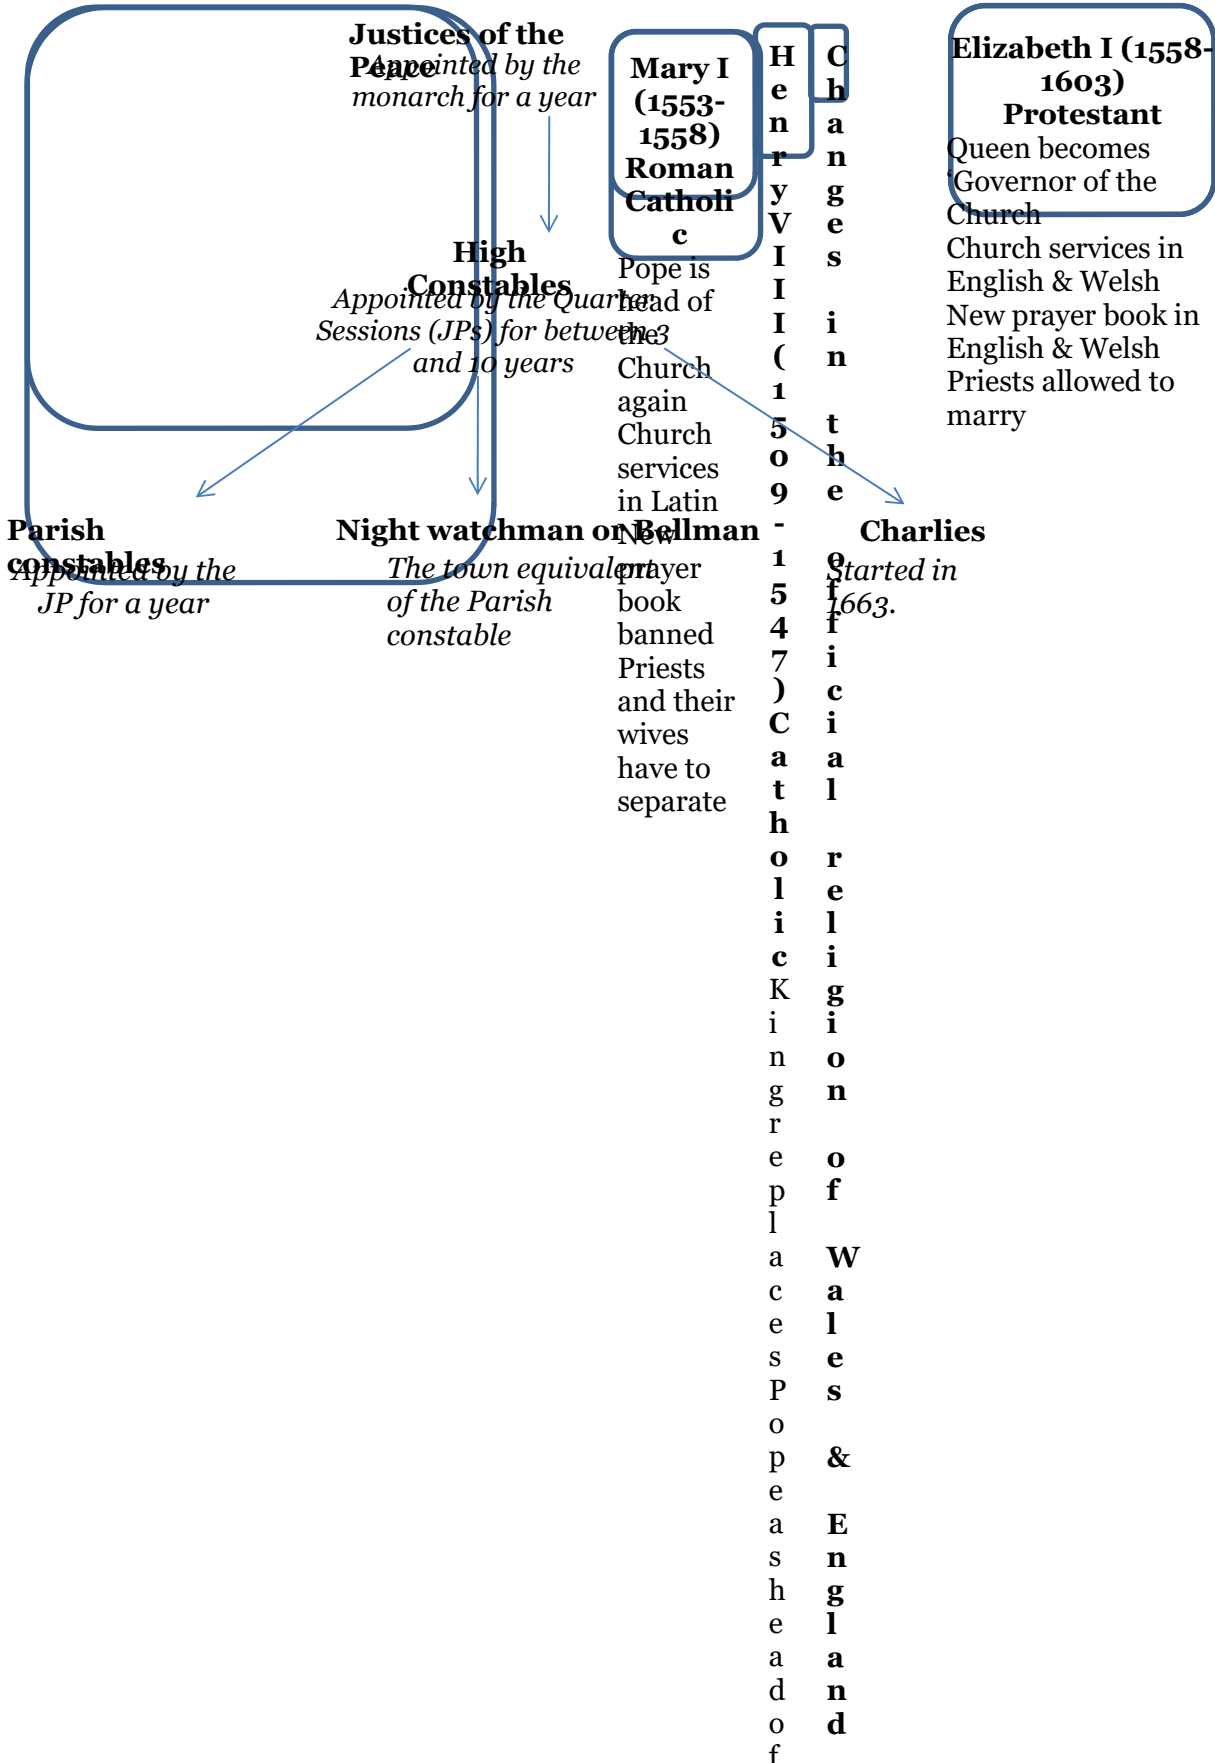 Justices of the
Peace
Appointed by the
monarch for a year
High
Constables
Appointed by the Quarter
Sessions (JPs) for between 3
and 10 years
Parish
constables
Appointed by the
JP for a year
Night watchman or Bellman
The town equivalent
of the Parish
constable
Charlies
Started in
1663.
Mary I
(1553-
1558)
Roman
Catholi
c
Pope is
head of
the
Church
again
Church
services
in Latin
New
prayer
book
banned
Priests
and their
wives
have to
separate
Henry VIII (1509-1547) Catholic
King replaces Pope as head of
Changes in the official religion of Wales & England
Elizabeth I (1558-
1603)
Protestant
Queen becomes
‘Governor of the
Church
Church services in
English & Welsh
New prayer book in
English & Welsh
Priests allowed to
marry